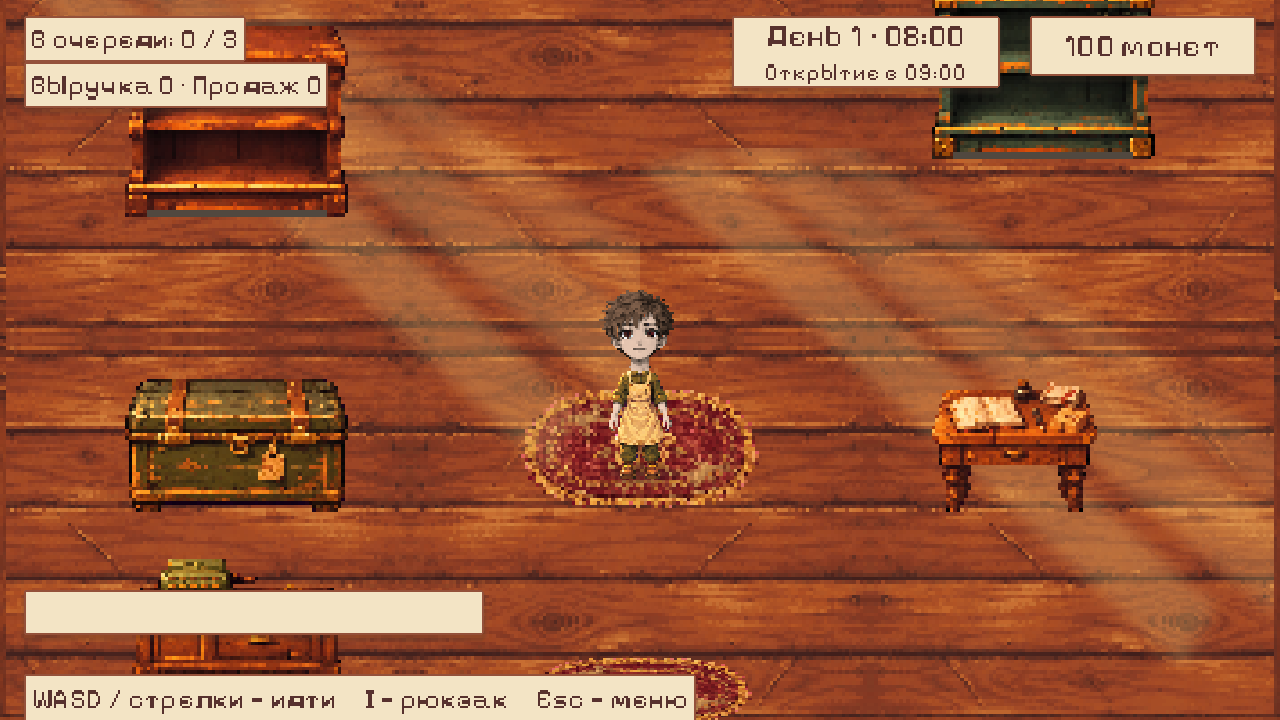 В очереди: 0 / 3
Выручка 0 · Продаж 0
День 1 · 08:00
Открытие в 09:00
100 монет
WASD / стрелки - идти   I - рюкзак   Esc - меню